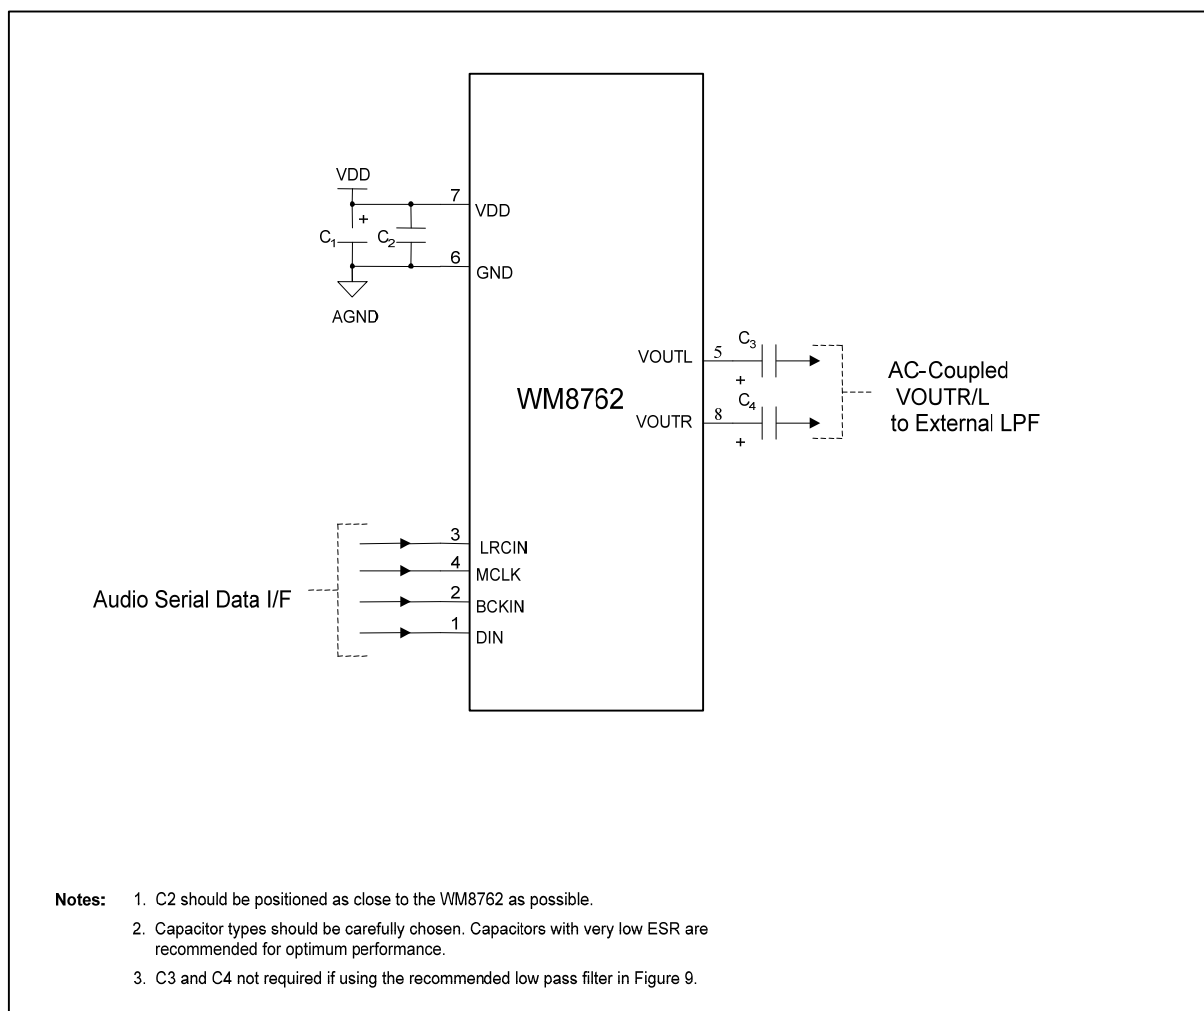 VDD
7
VDD
+
C1
C2
6
GND
AGND
WM8762
VOUTL
5
C3
+
VOUTR
8
C4
+
AC-Coupled
VOUTR/L
to External LPF
Audio Serial Data I/F
3
LRCIN
4
MCLK
2
BCKIN
1
DIN
Notes: 1. C2 should be positioned as close to the WM8762 as possible.
2. Capacitor types should be carefully chosen. Capacitors with very low ESR are
recommended for optimum performance.
3. C3 and C4 not required if using the recommended low pass filter in Figure 9.